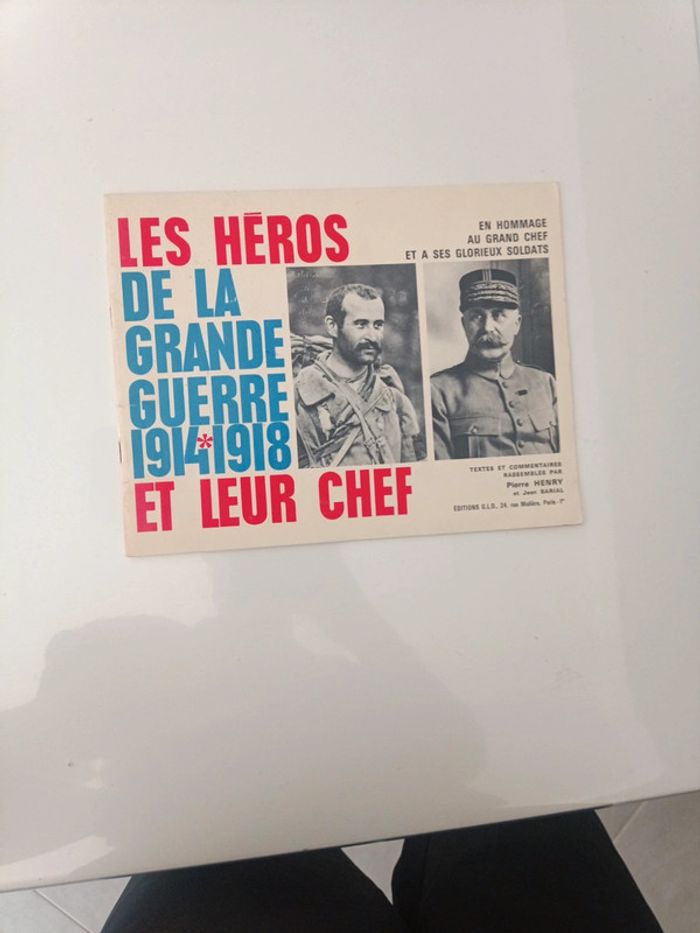 LES HÉROS
DE LA
GRANDE
GUERRE
1914*1918
ET LEUR CHEF
EN HOMMAGE
AU GRAND CHEF
ET A SES GLORIEUX SOLDATS
TEXTES ET COMMENTAIRES
RASSEMBLÉS PAR
Pierre HENRY
et Jean BARIAL
ÉDITIONS U.L.D., 24, rue Molière, Paris-1er